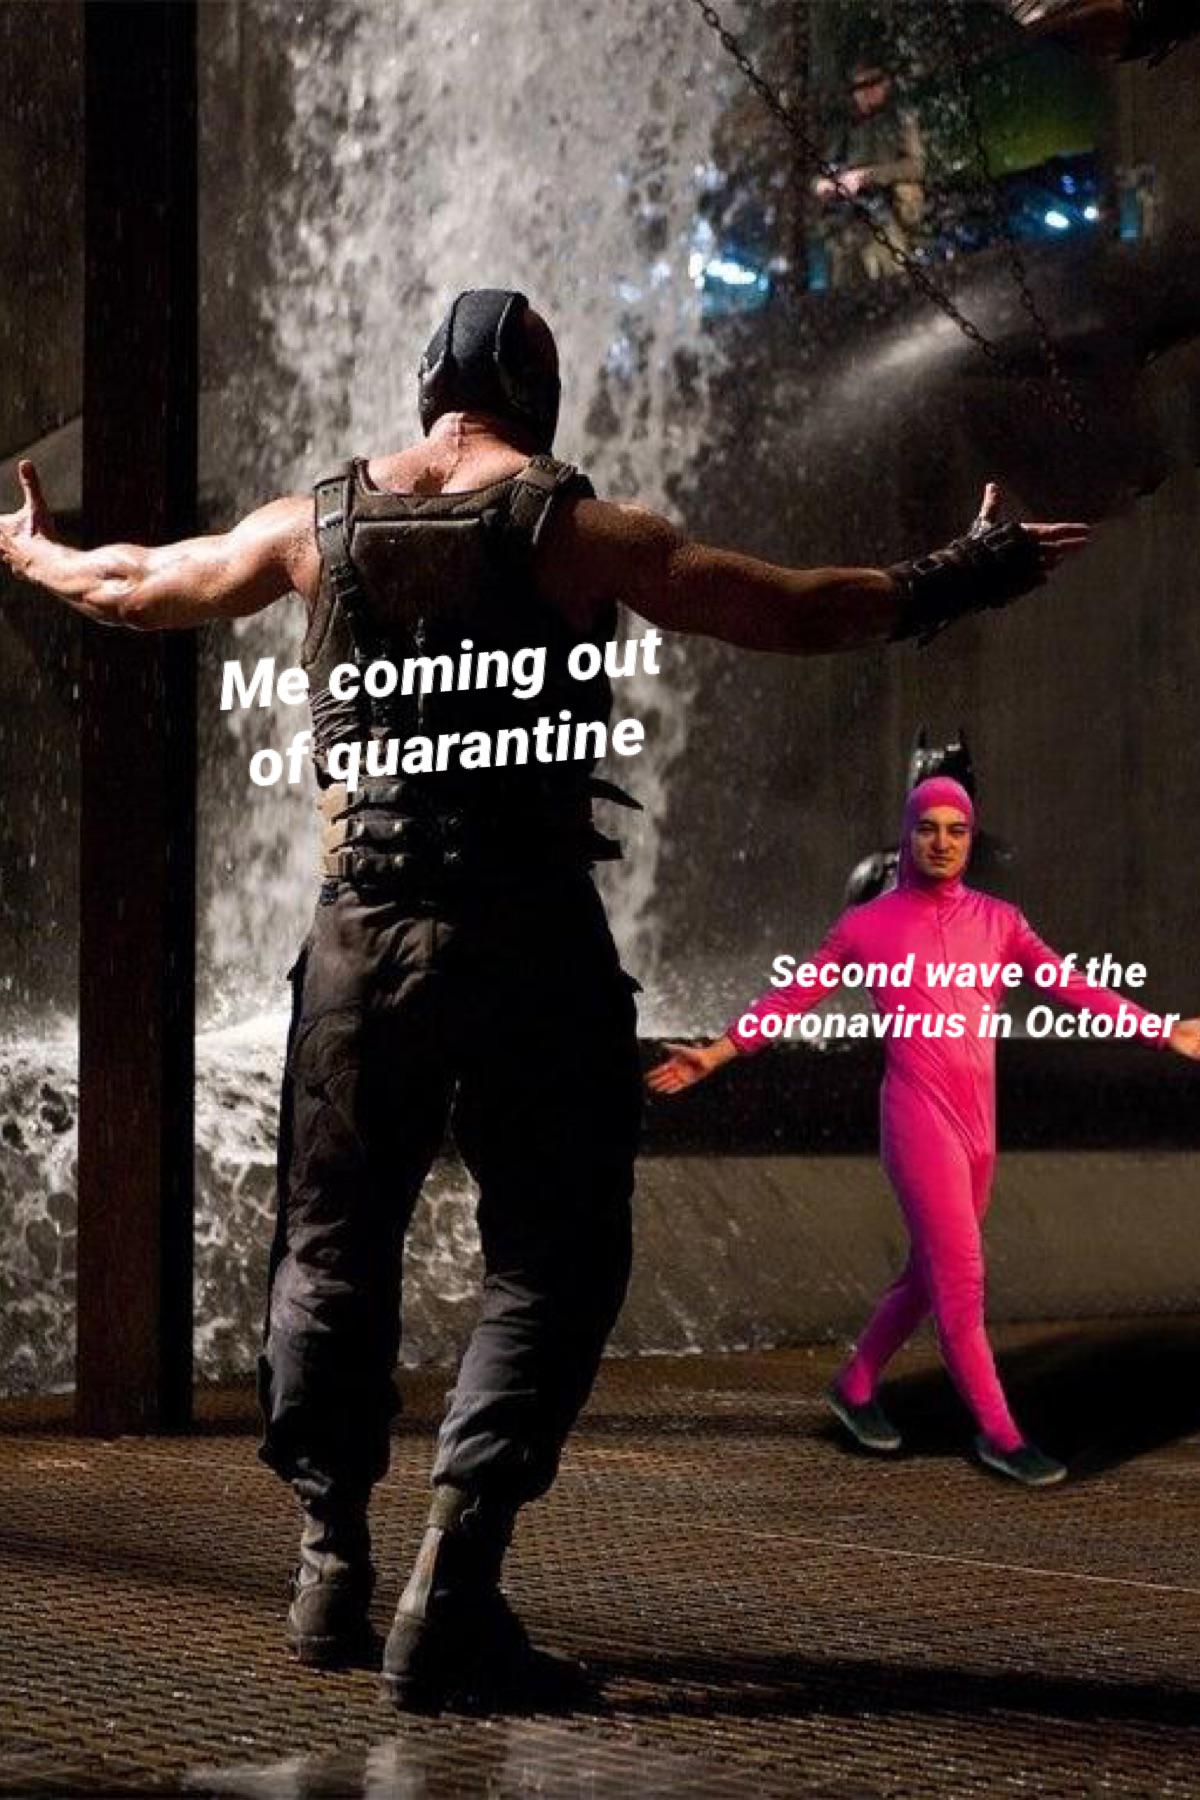 Me coming out
of quarantine
Second wave of the
coronavirus in October